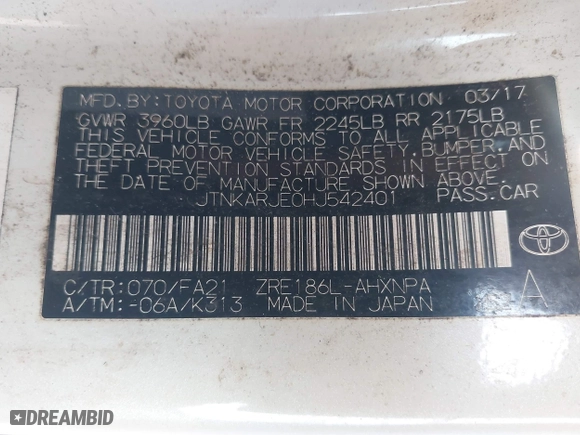 MFD. BY: TOYOTA MOTOR CORPORATION 03/17
GVWR 3960LB GAWR FR 2245LB RR 2175LB
THIS VEHICLE CONFORMS TO ALL APPLICABLE
FEDERAL MOTOR VEHICLE SAFETY, BUMPER, AND
THEFT PREVENTION STANDARDS IN EFFECT ON
THE DATE OF MANUFACTURE SHOWN ABOVE.
JTNKARJE0HJ542401 PASS.CAR
C/TR: 070/FA21 ZRE186L-AHXNPA
A/TM: -06A/K313 MADE IN JAPAN
A
DREAMBID